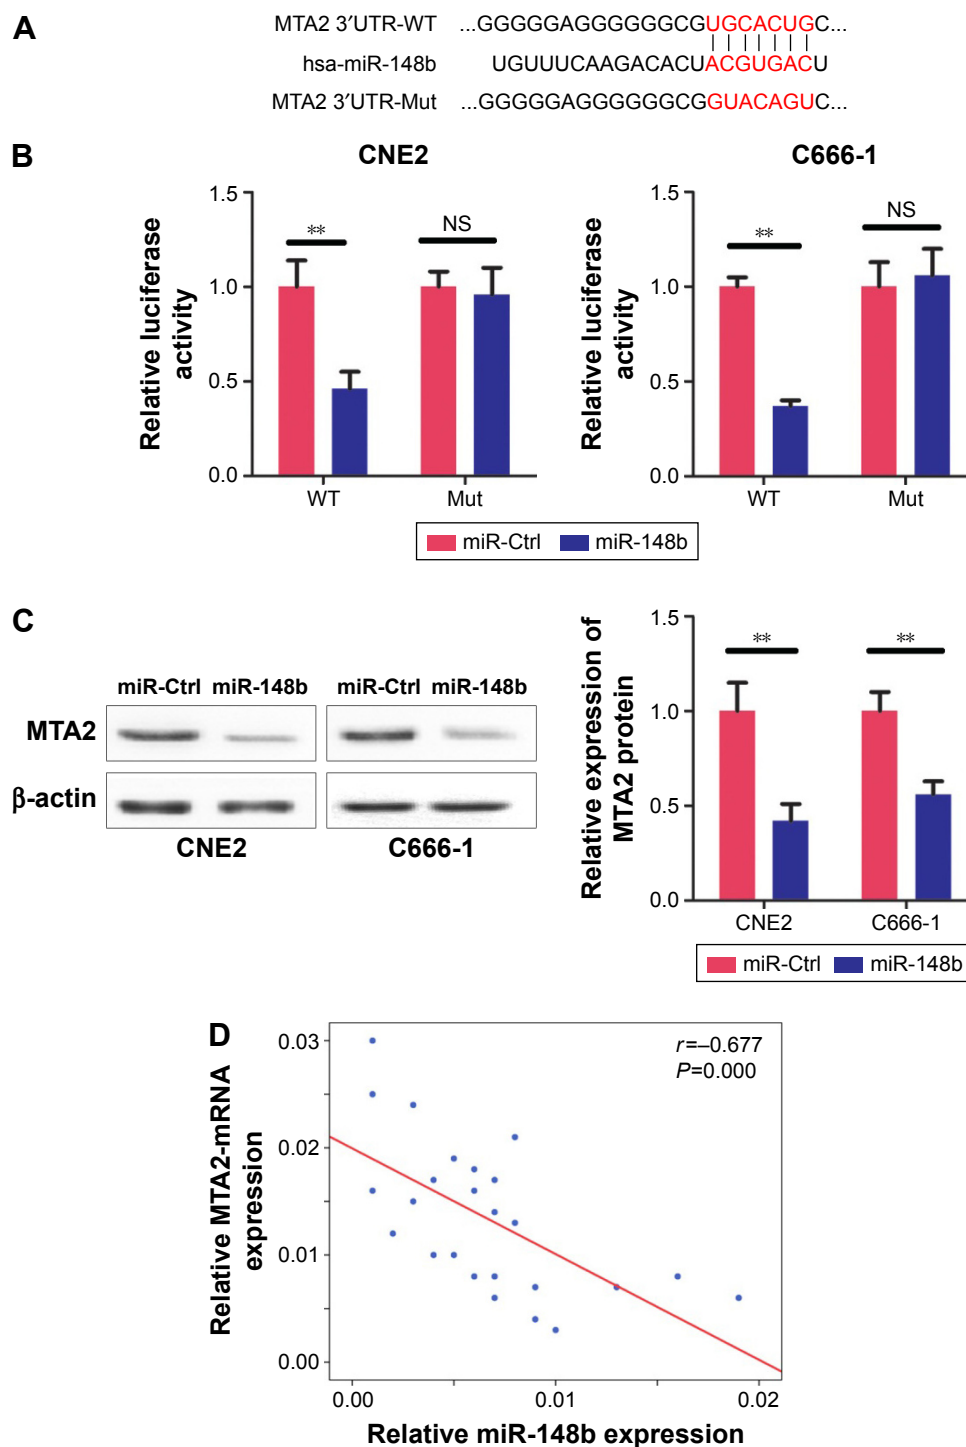 A
MTA2 3′UTR-WT ...GGGGGAGGGGGGCGUGCACUGC...
hsa-miR-148b UGUUUCAAGACACUACGUGACU
MTA2 3′UTR-Mut ...GGGGGAGGGGGGCGGUACAGUC...
B
CNE2
Relative luciferase
activity
1.5
1.0
0.5
0.0
**
NS
WT Mut
C666-1
Relative luciferase
activity
1.5
1.0
0.5
0.0
**
NS
WT Mut
miR-Ctrl miR-148b
C
miR-Ctrl miR-148b miR-Ctrl miR-148b
MTA2
β-actin
CNE2 C666-1
Relative expression of
MTA2 protein
1.5
1.0
0.5
0.0
** **
CNE2 C666-1
miR-Ctrl miR-148b
D
Relative MTA2-mRNA
expression
0.03
0.02
0.01
0.00
r=–0.677
P=0.000
0.00 0.01 0.02
Relative miR-148b expression